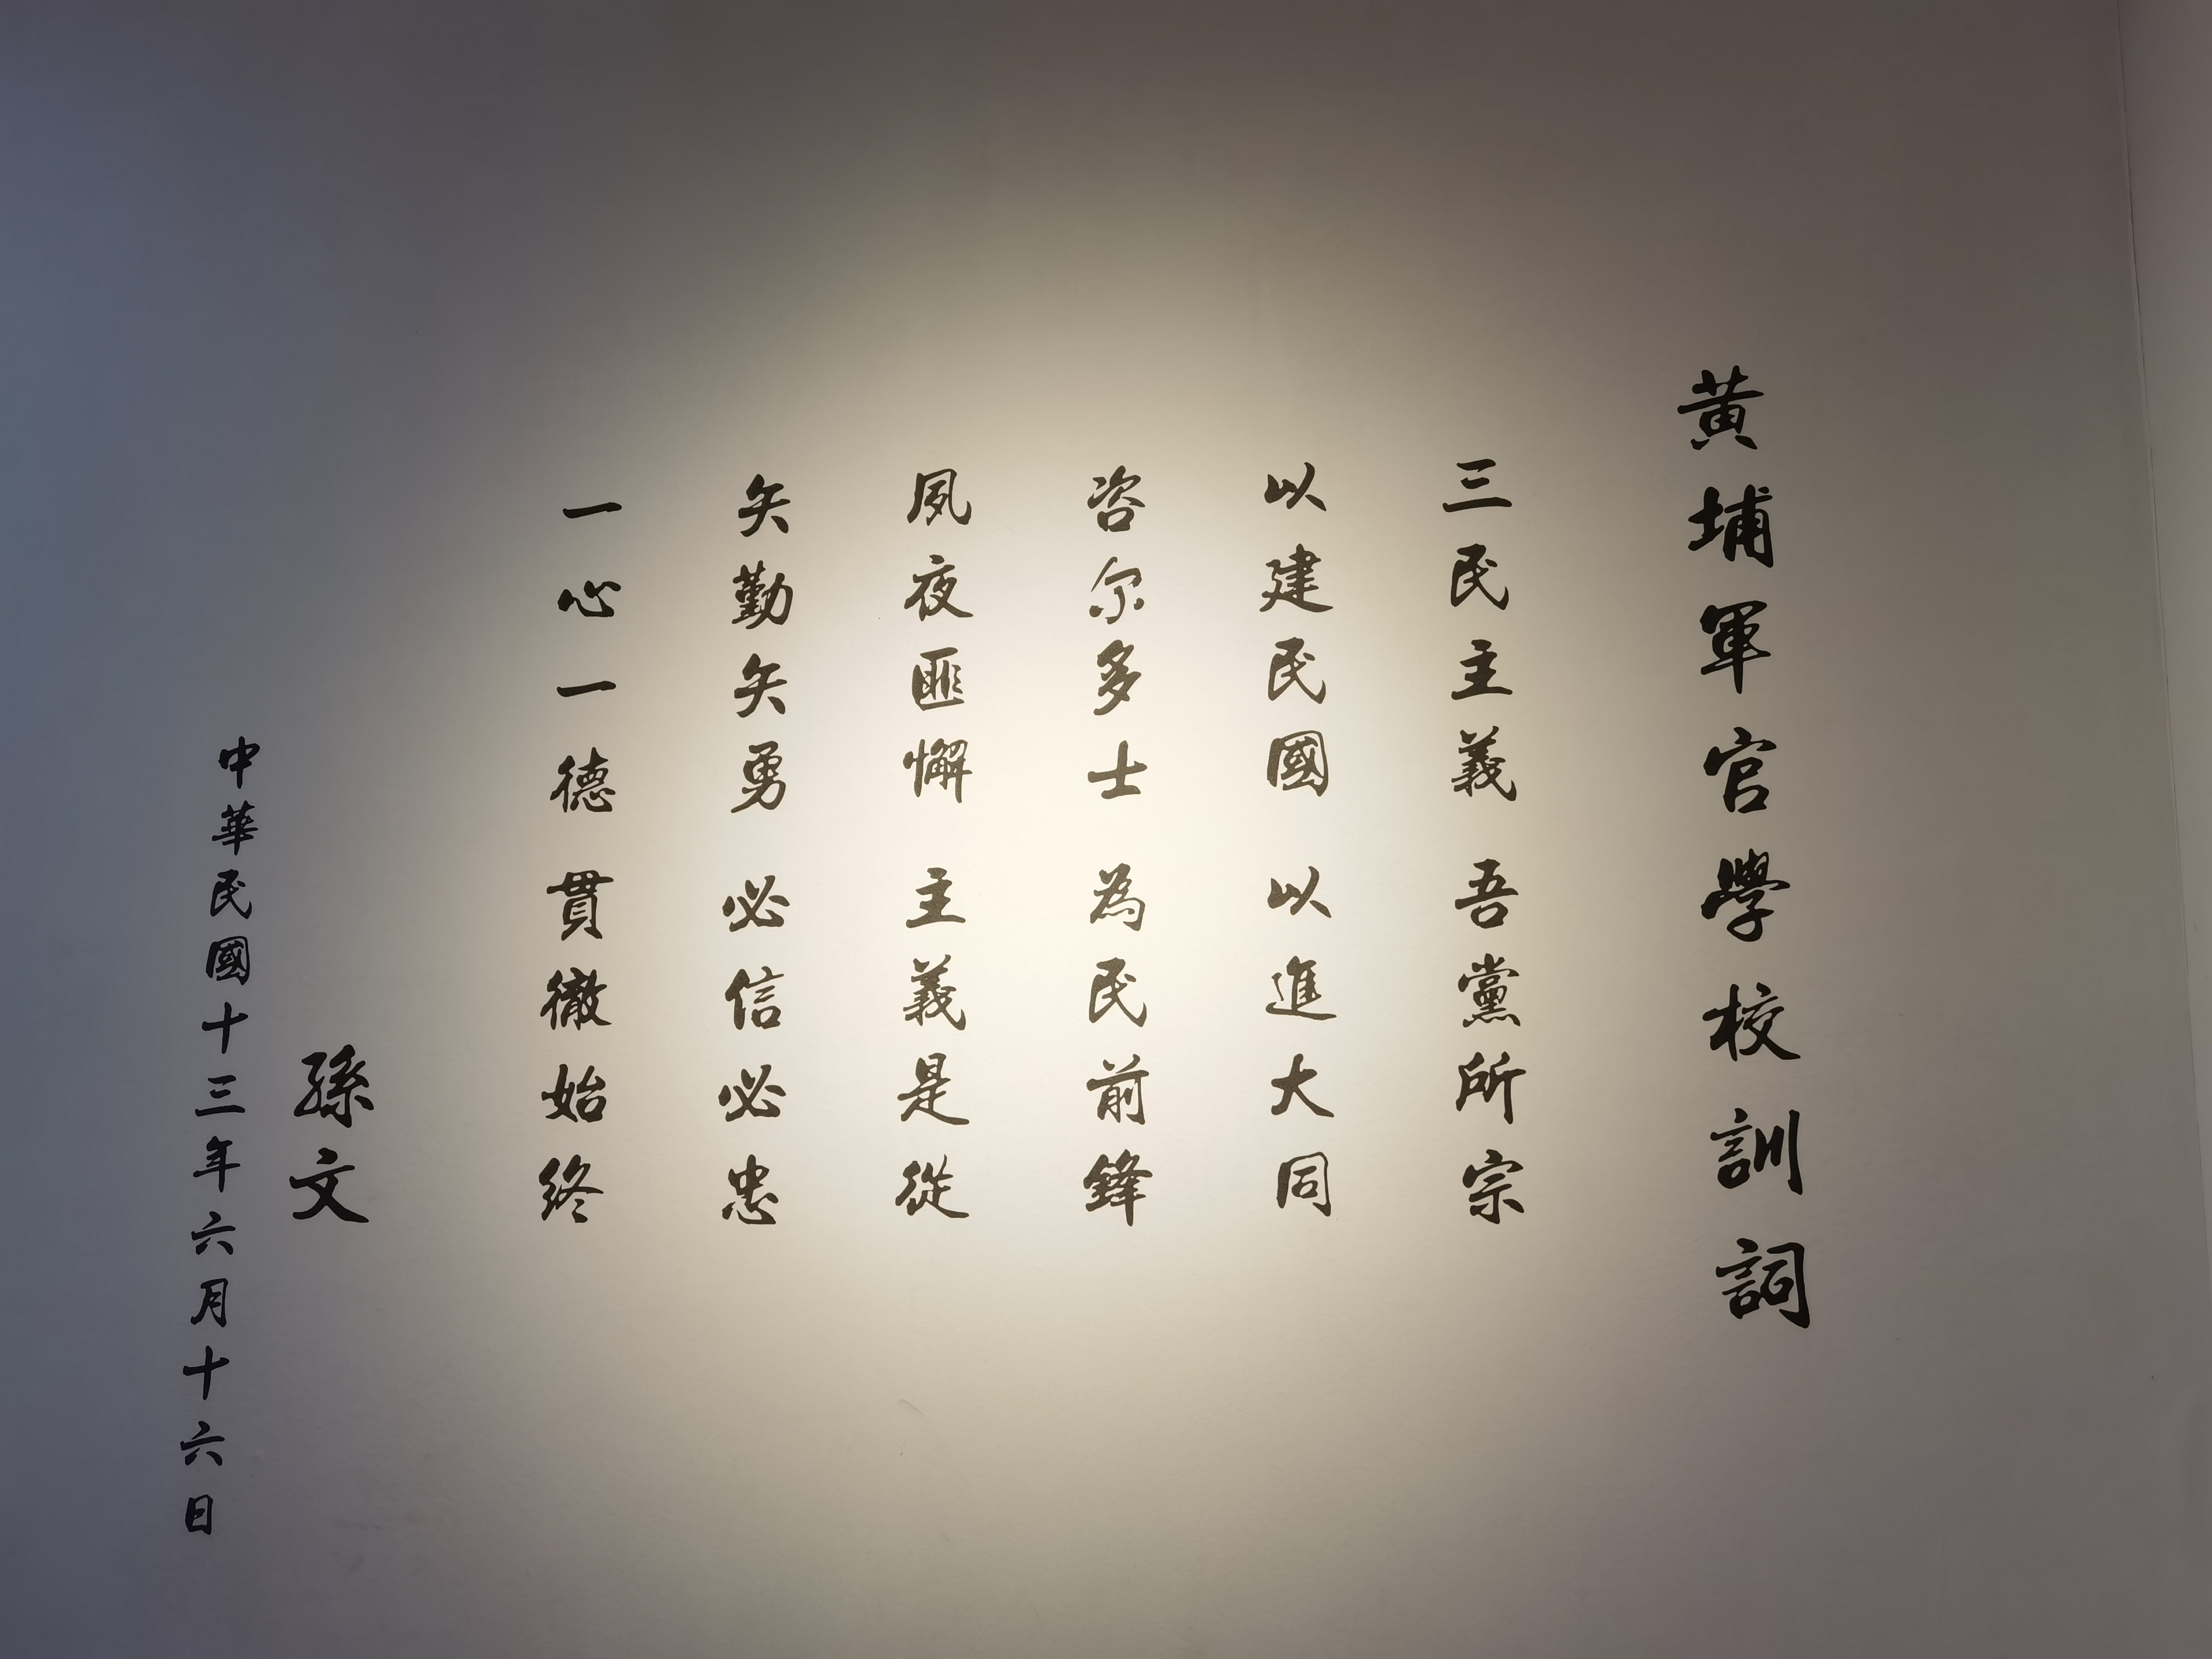 黄埔軍官學校訓詞
三民主義 吾黨所宗
以建民國 以進大同
咨尔多士 為民前鋒
夙夜匪懈 主義是從
矢勤矢勇 必信必忠
一心一德 貫徹始終
孫文
中華民國十三年六月十六日